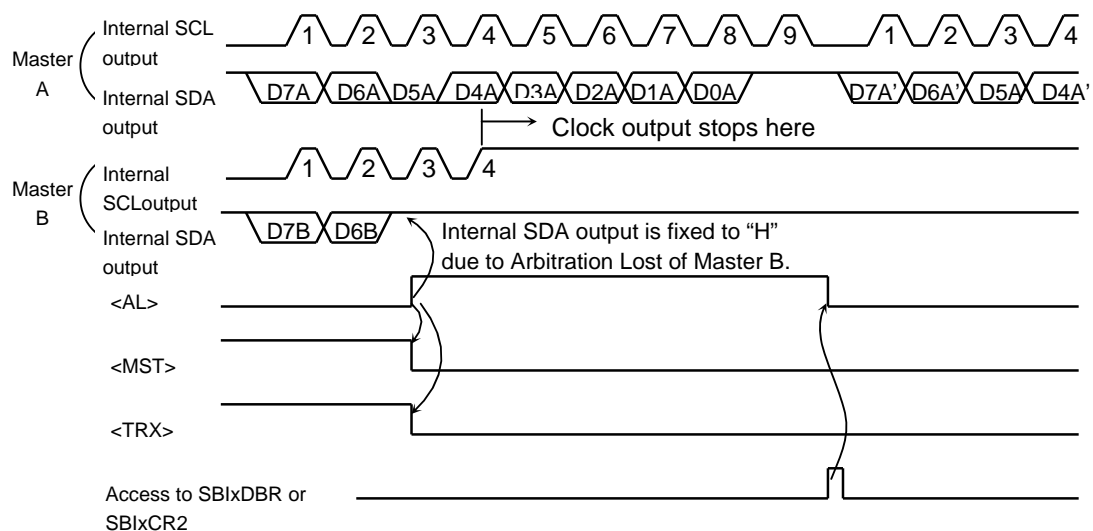 Internal SCL
output
1 2 3 4 5 6 7 8 9 1 2 3 4
Master
A
Internal SDA
output
D7A D6A D5A D4A D3A D2A D1A D0A D7A' D6A' D5A D4A'
Clock output stops here
Master
B
Internal
SCLoutput
1 2 3 4
Internal SDA
output
D7B D6B
Internal SDA output is fixed to “H”
due to Arbitration Lost of Master B.
<AL>
<MST>
<TRX>
Access to SBIxDBR or
SBIxCR2